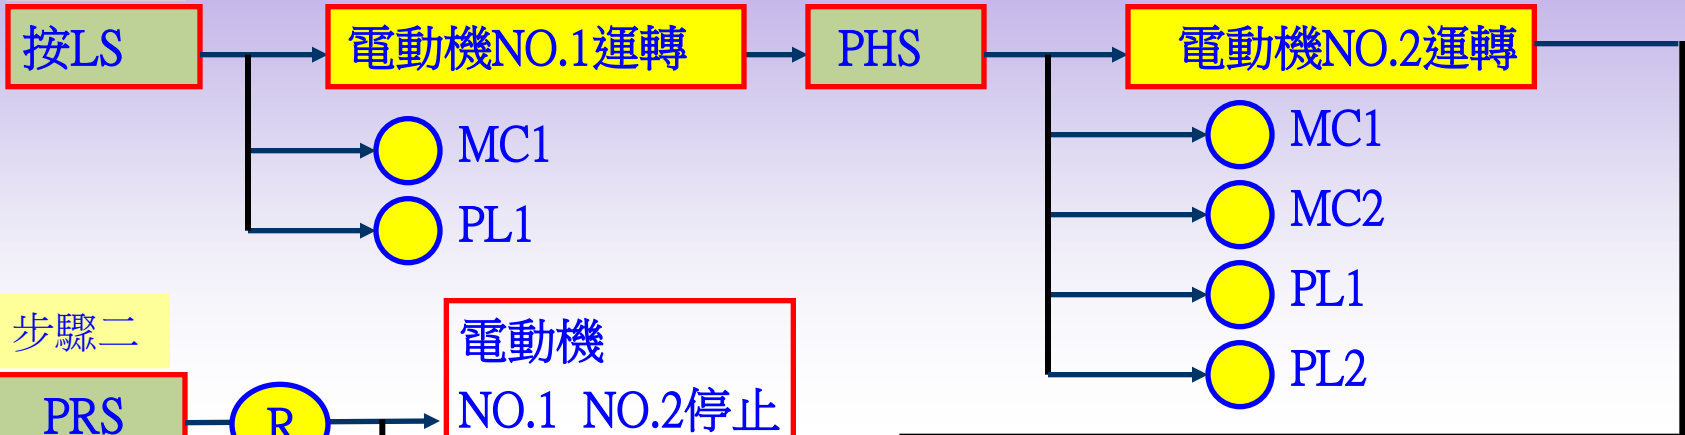 按LS
電動機NO.1運轉
PHS
電動機NO.2運轉
MC1
PL1
MC1
MC2
PL1
PL2
步驟二
PRS
R
電動機
NO.1 NO.2停止